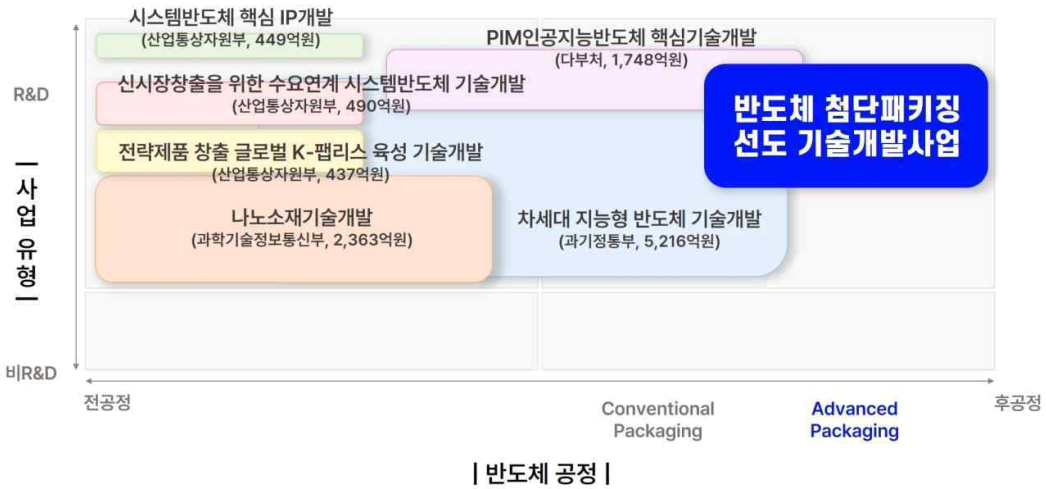 시스템반도체 핵심 IP개발
(산업통상자원부, 449억원)
PIM인공지능반도체 핵심기술개발
(다부처, 1,748억원)
신시장창출을 위한 수요연계 시스템반도체 기술개발
(산업통상자원부, 490억원)
반도체 첨단패키징
선도 기술개발사업
전략제품 창출 글로벌 K-팹리스 육성 기술개발
(산업통상자원부, 437억원)
나노소재기술개발
(과학기술정보통신부, 2,363억원)
차세대 지능형 반도체 기술개발
(과기정통부, 5,216억원)
R&D
| 사업 유형 |
비R&D
전공정
Conventional
Packaging
Advanced
Packaging
후공정
| 반도체 공정 |